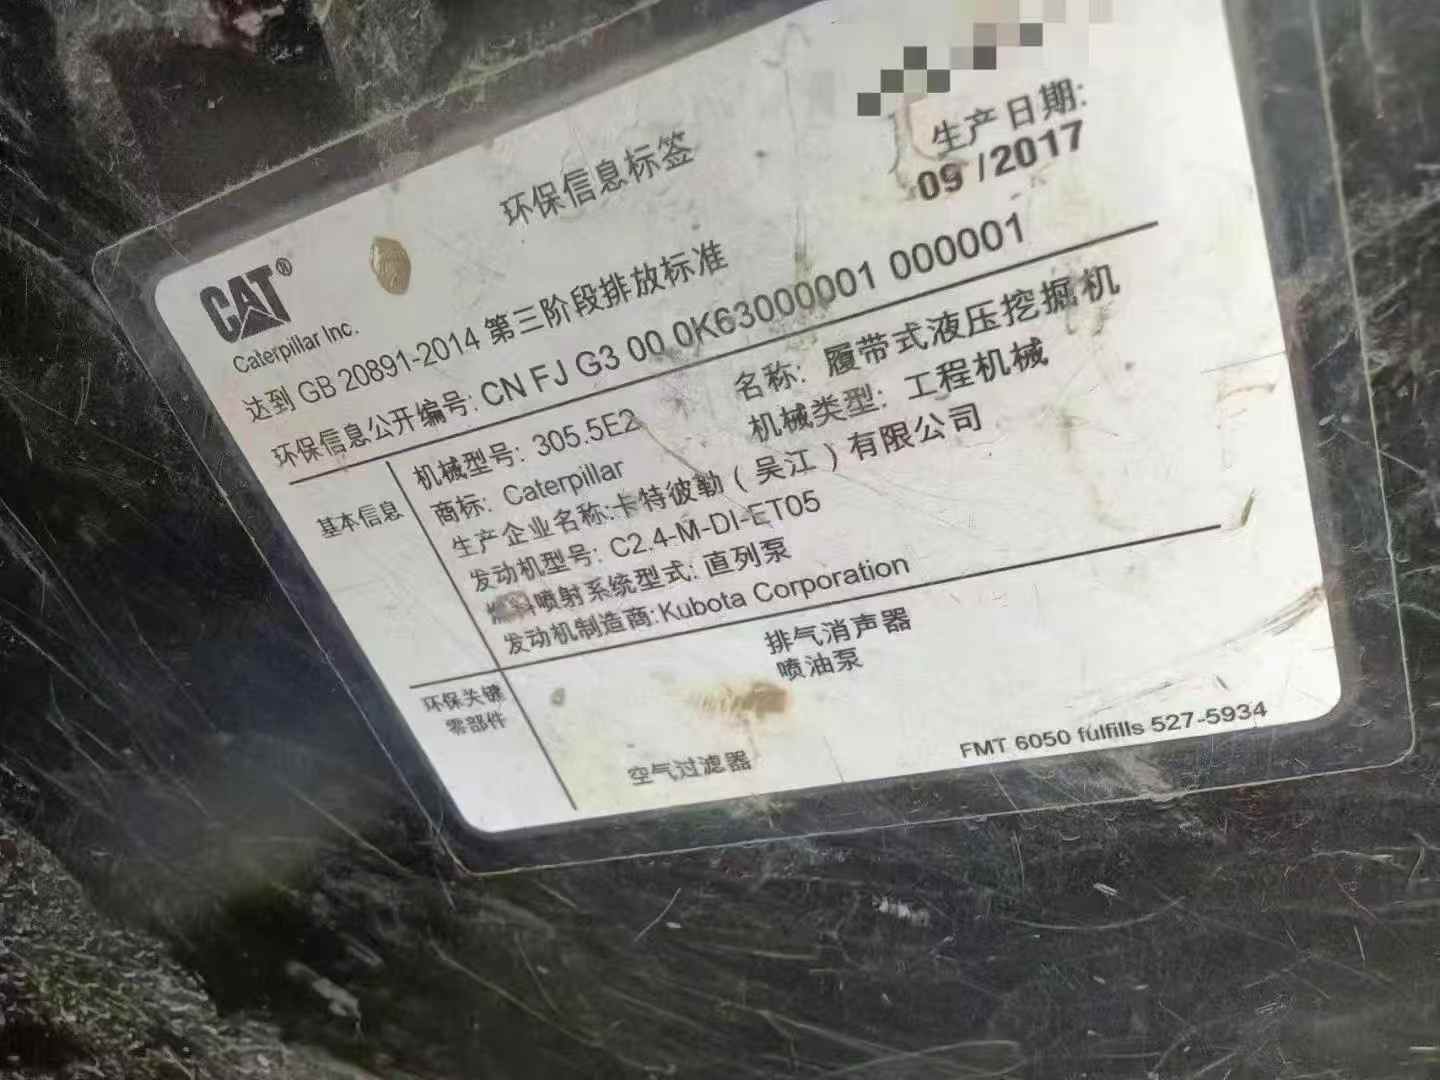 生产日期:
09 /2017
环保信息标签
CAT®
Caterpillar Inc.
达到 GB 20891-2014 第三阶段排放标准
环保信息公开编号: CN FJ G3 00 0K63000001 000001
基本信息
机械型号: 305.5E2 名称: 履带式液压挖掘机
商标: Caterpillar 机械类型: 工程机械
生产企业名称:卡特彼勒（吴江）有限公司
发动机型号: C2.4-M-DI-ET05
料喷射系统型式: 直列泵
发动机制造商:Kubota Corporation
环保关键
零部件
排气消声器
喷油泵
空气过滤器
FMT 6050 fulfills 527-5934